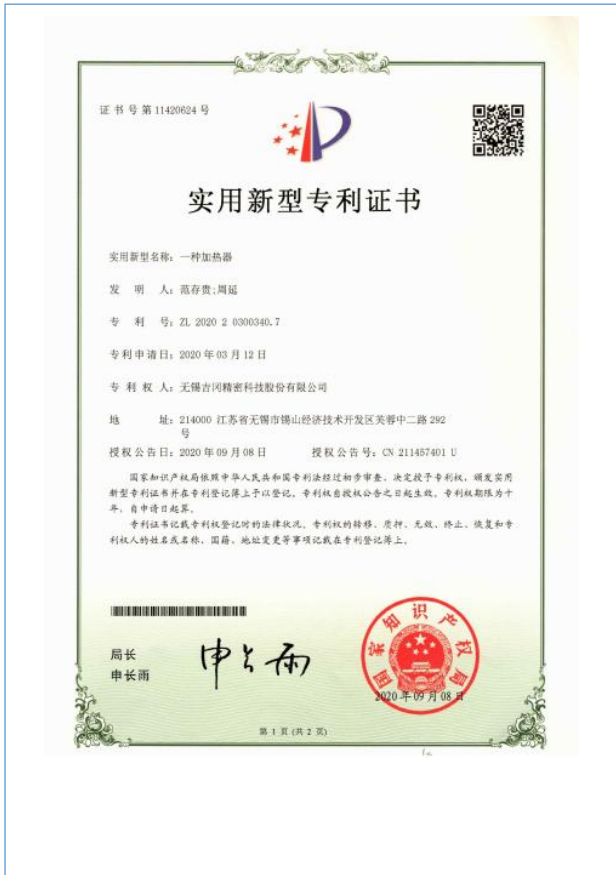 证书号第11420624号
实用新型专利证书
实用新型名称：一种加热器
发明人：范存贵;周延
专利号：ZL 2020 2 0300340.7
专利申请日：2020年03月12日
专利权人：无锡吉冈精密科技股份有限公司
地址：214000 江苏省无锡市锡山经济技术开发区芙蓉中二路292
号
授权公告日：2020年09月08日 授权公告号：CN 211457401 U
国家知识产权局依照中华人民共和国专利法经过初步审查，决定授予专利权，颁发实用
新型专利证书并在专利登记簿上予以登记。专利权自授权公告之日起生效。专利权期限为十
年，自申请日起算。
专利证书记载专利权登记时的法律状况。专利权的转移、质押、无效、终止、恢复和专
利权人的姓名或名称、国籍、地址变更等事项记载在专利登记簿上。
局长
申长雨
申长雨
国家知识产权局
2020年09月08日
第1页(共2页)